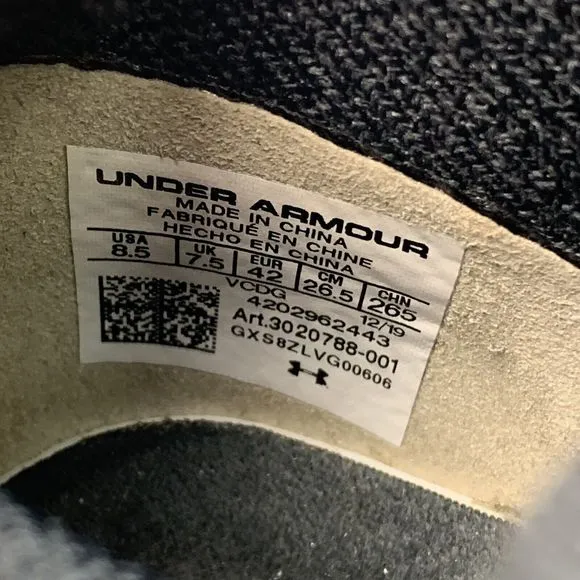 UNDER ARMOUR
MADE IN CHINA
FABRIQUÉ EN CHINE
HECHO EN CHINA
USA UK EUR CM CHN
8.5 7.5 42 26.5 265
VCDG 12/19
4202962443
Art.3020788-001
GXS8ZLVG00606